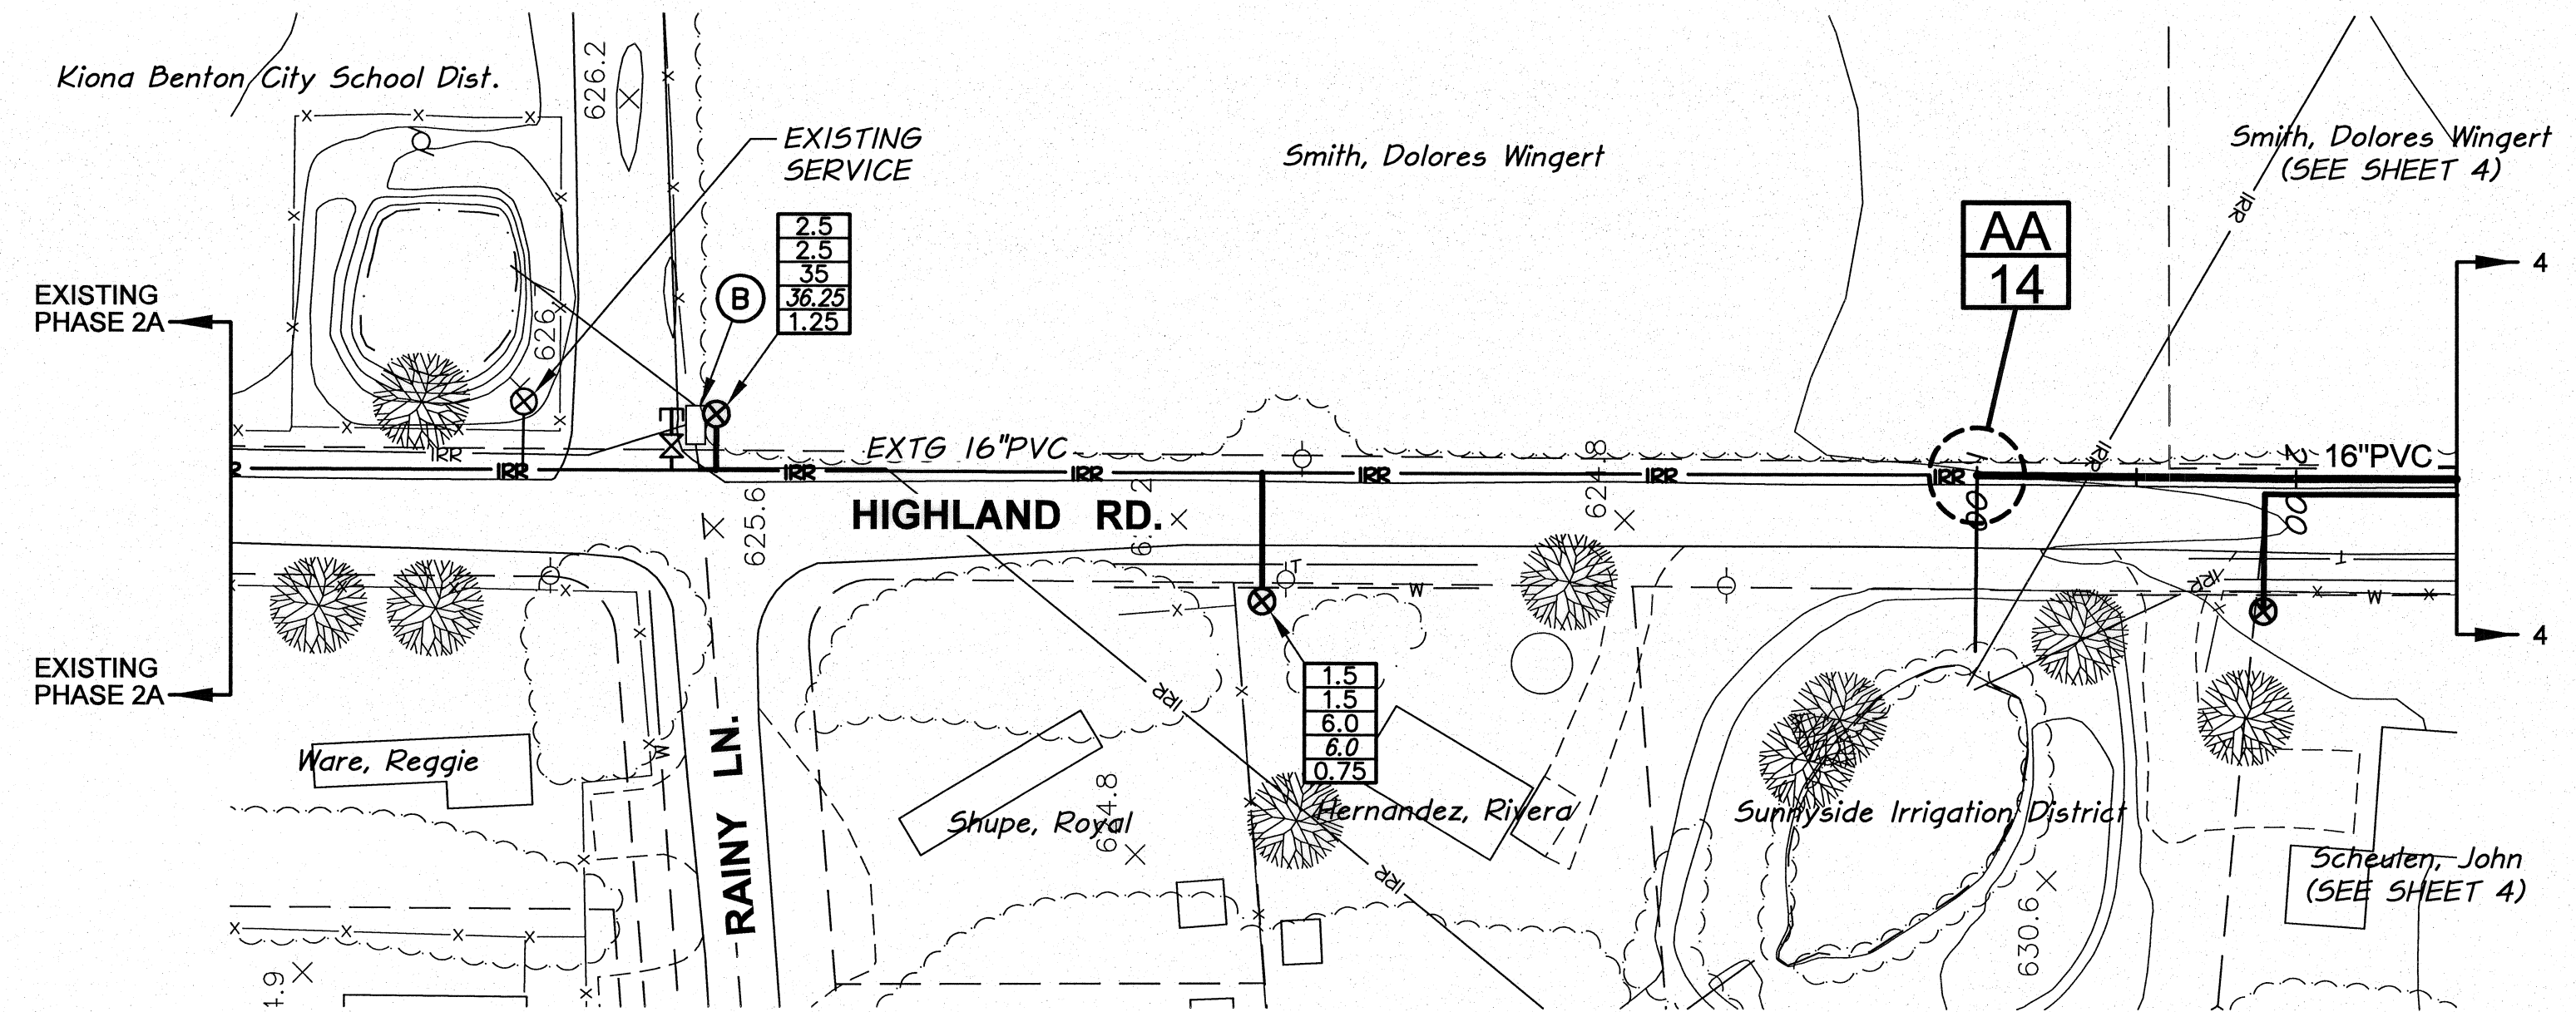 Kiona Benton City School Dist.
626.2
EXISTING
SERVICE
Smith, Dolores Wingert
Smith, Dolores Wingert
(SEE SHEET 4)
IRR
AA
14
2.5
2.5
35
36.25
1.25
B
EXISTING
PHASE 2A
4
626.
IRR
EXTG 16"PVC
624.8
IRR
16"PVC
IRR
IRR
IRR
IRR
IRR
IRR
HIGHLAND RD.
625.6
00
00
T
W
T
W
IRR
EXISTING
PHASE 2A
4
1.5
1.5
6.0
6.0
0.75
IRR
W
RAINY LN.
Ware, Reggie
Shupe, Royal
Hernandez, Rivera
Sunnyside Irrigation District
IRR
Scheulen, John
(SEE SHEET 4)
630.6